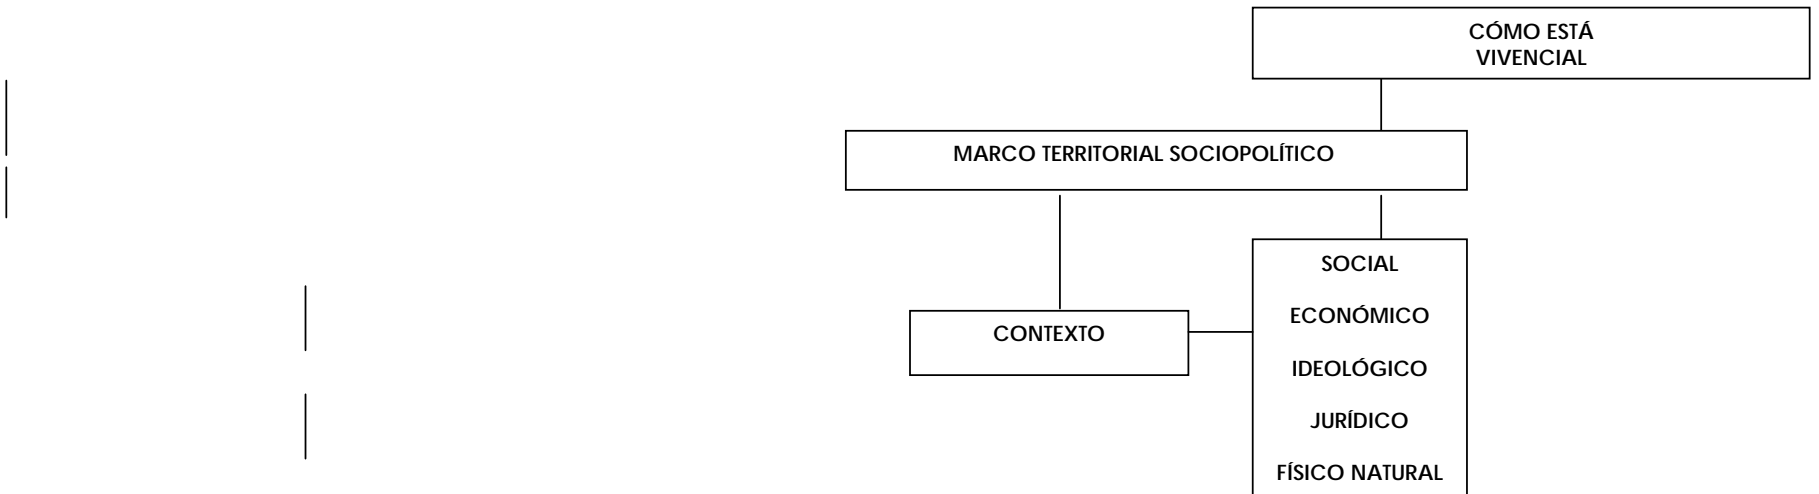 CÓMO ESTÁ
VIVENCIAL
MARCO TERRITORIAL SOCIOPOLÍTICO
CONTEXTO
SOCIAL
ECONÓMICO
IDEOLÓGICO
JURÍDICO
FÍSICO NATURAL